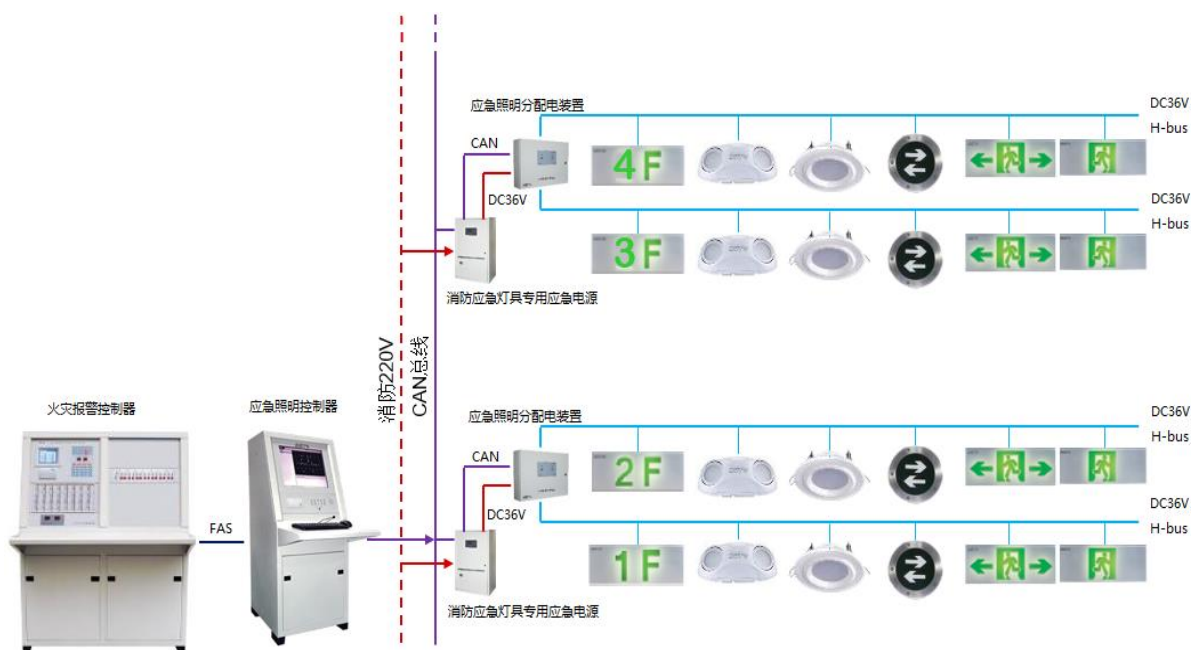 应急照明分配电装置
DC36V
H-bus
CAN
4F
DC36V
DC36V
H-bus
3F
消防应急灯具专用应急电源
消防220V
CAN总线
火灾报警控制器
应急照明控制器
应急照明分配电装置
DC36V
H-bus
CAN
2F
DC36V
DC36V
H-bus
FAS
1F
消防应急灯具专用应急电源